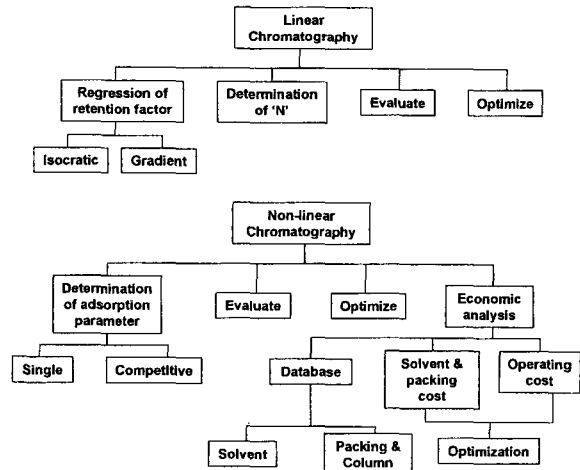 Linear
Chromatography
Regression of
retention factor
Determination
of 'N'
Evaluate
Optimize
Isocratic
Gradient
Non-linear
Chromatography
Determination
of adsorption
parameter
Evaluate
Optimize
Economic
analysis
Single
Competitive
Database
Solvent &
packing
cost
Operating
cost
Solvent
Packing &
Column
Optimization